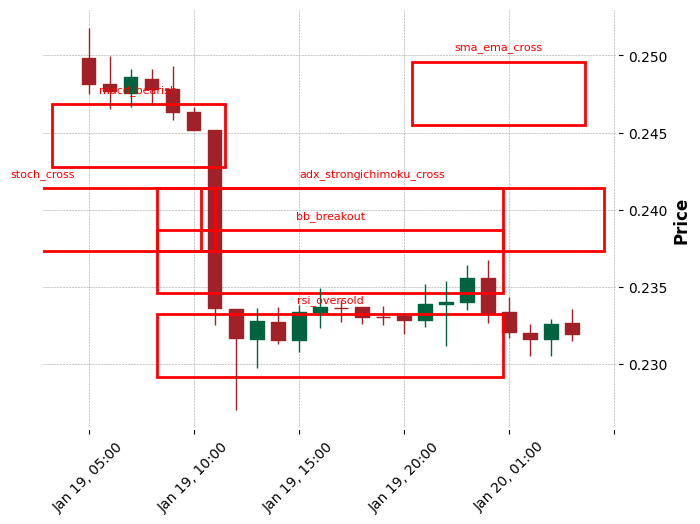 sma_ema_cross
0.250
macd_bearish
0.245
stoch_cross
adx_strongichimoku_cross
0.240
bb_breakout
0.235
rsi_oversold
0.230
Price
Jan 19, 05:00
Jan 19, 10:00
Jan 19, 15:00
Jan 19, 20:00
Jan 20, 01:00